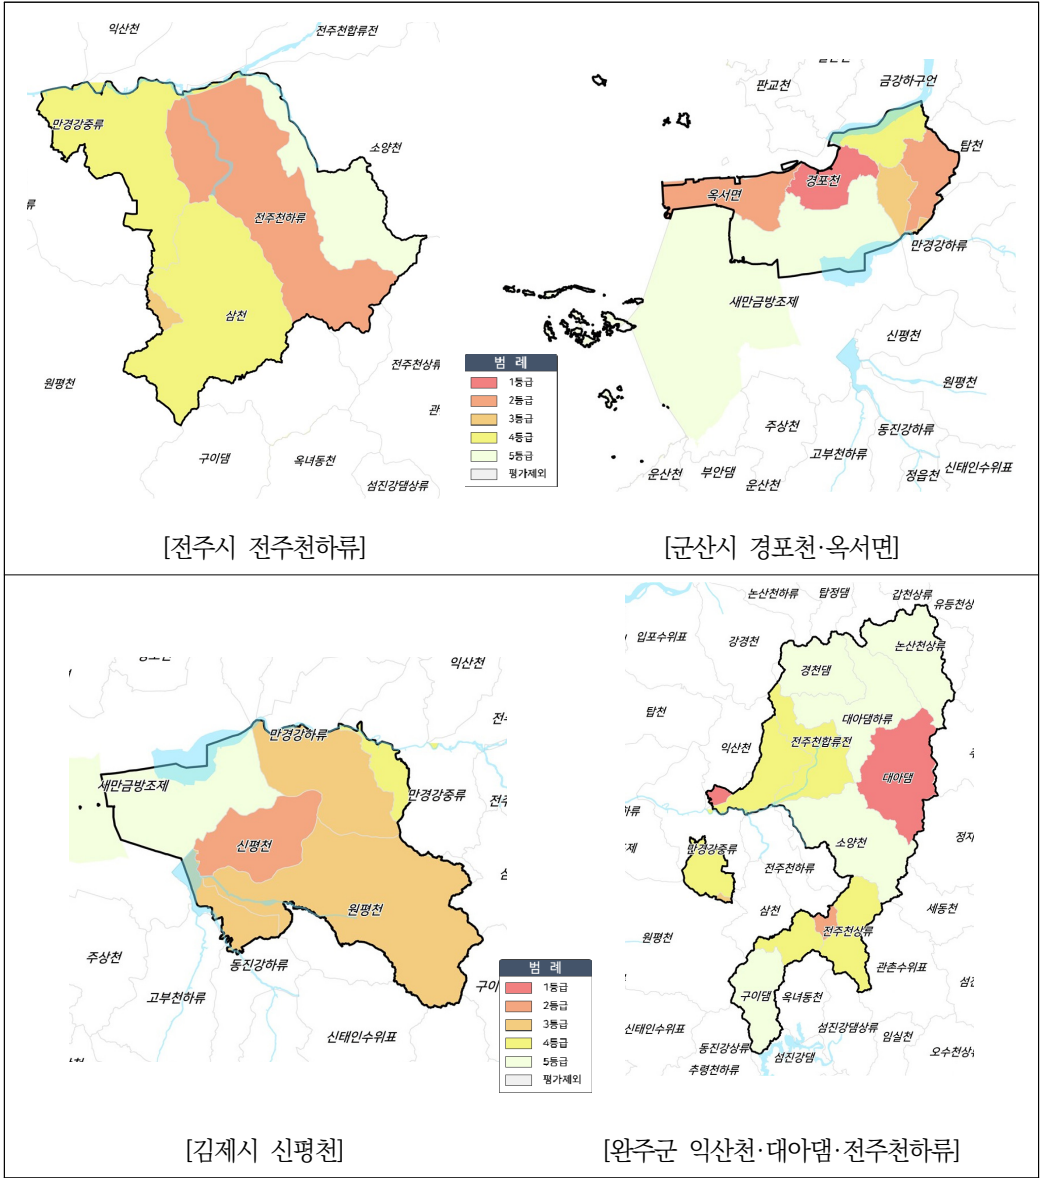 익산천
전주천합류전
만경강중류
소양천
류
전주천하류
삼천
원평천
전주천상류
관
구이댐
옥녀동천
섬진강댐상류
판교천
금강하구언
탑천
경포천
옥서면
만경강하류
새만금방조제
신평천
원평천
주상천
동진강하류
고부천하류
운산천
부안댐
운산천
정읍천
신태인수위표
범 례
1등급
2등급
3등급
4등급
5등급
평가제외
[전주시 전주천하류]
[군산시 경포천·옥서면]
익산천
만경강하류
새만금방조제
만경강중류
신평천
원평천
주상천
동진강하류
고부천하류
구이
신태인수위표
범 례
1등급
2등급
3등급
4등급
5등급
평가제외
논산천하류
탑정댐
갑천상류
유등천상
입포수위표
강경천
논산천상류
경천댐
탑천
대아댐하류
익산천
전주천합류전
대아댐
하류
만경강중류
소양천
정자
제
전주천하류
삼천
세동천
원평천
전주천상류
관촌수위표
섬진
구이댐
옥녀동천
신태인수위표
섬진강댐상류
임실천
동진강상류
섬진강댐
오수천상
추령천하류
[김제시 신평천]
[완주군 익산천·대아댐·전주천하류]